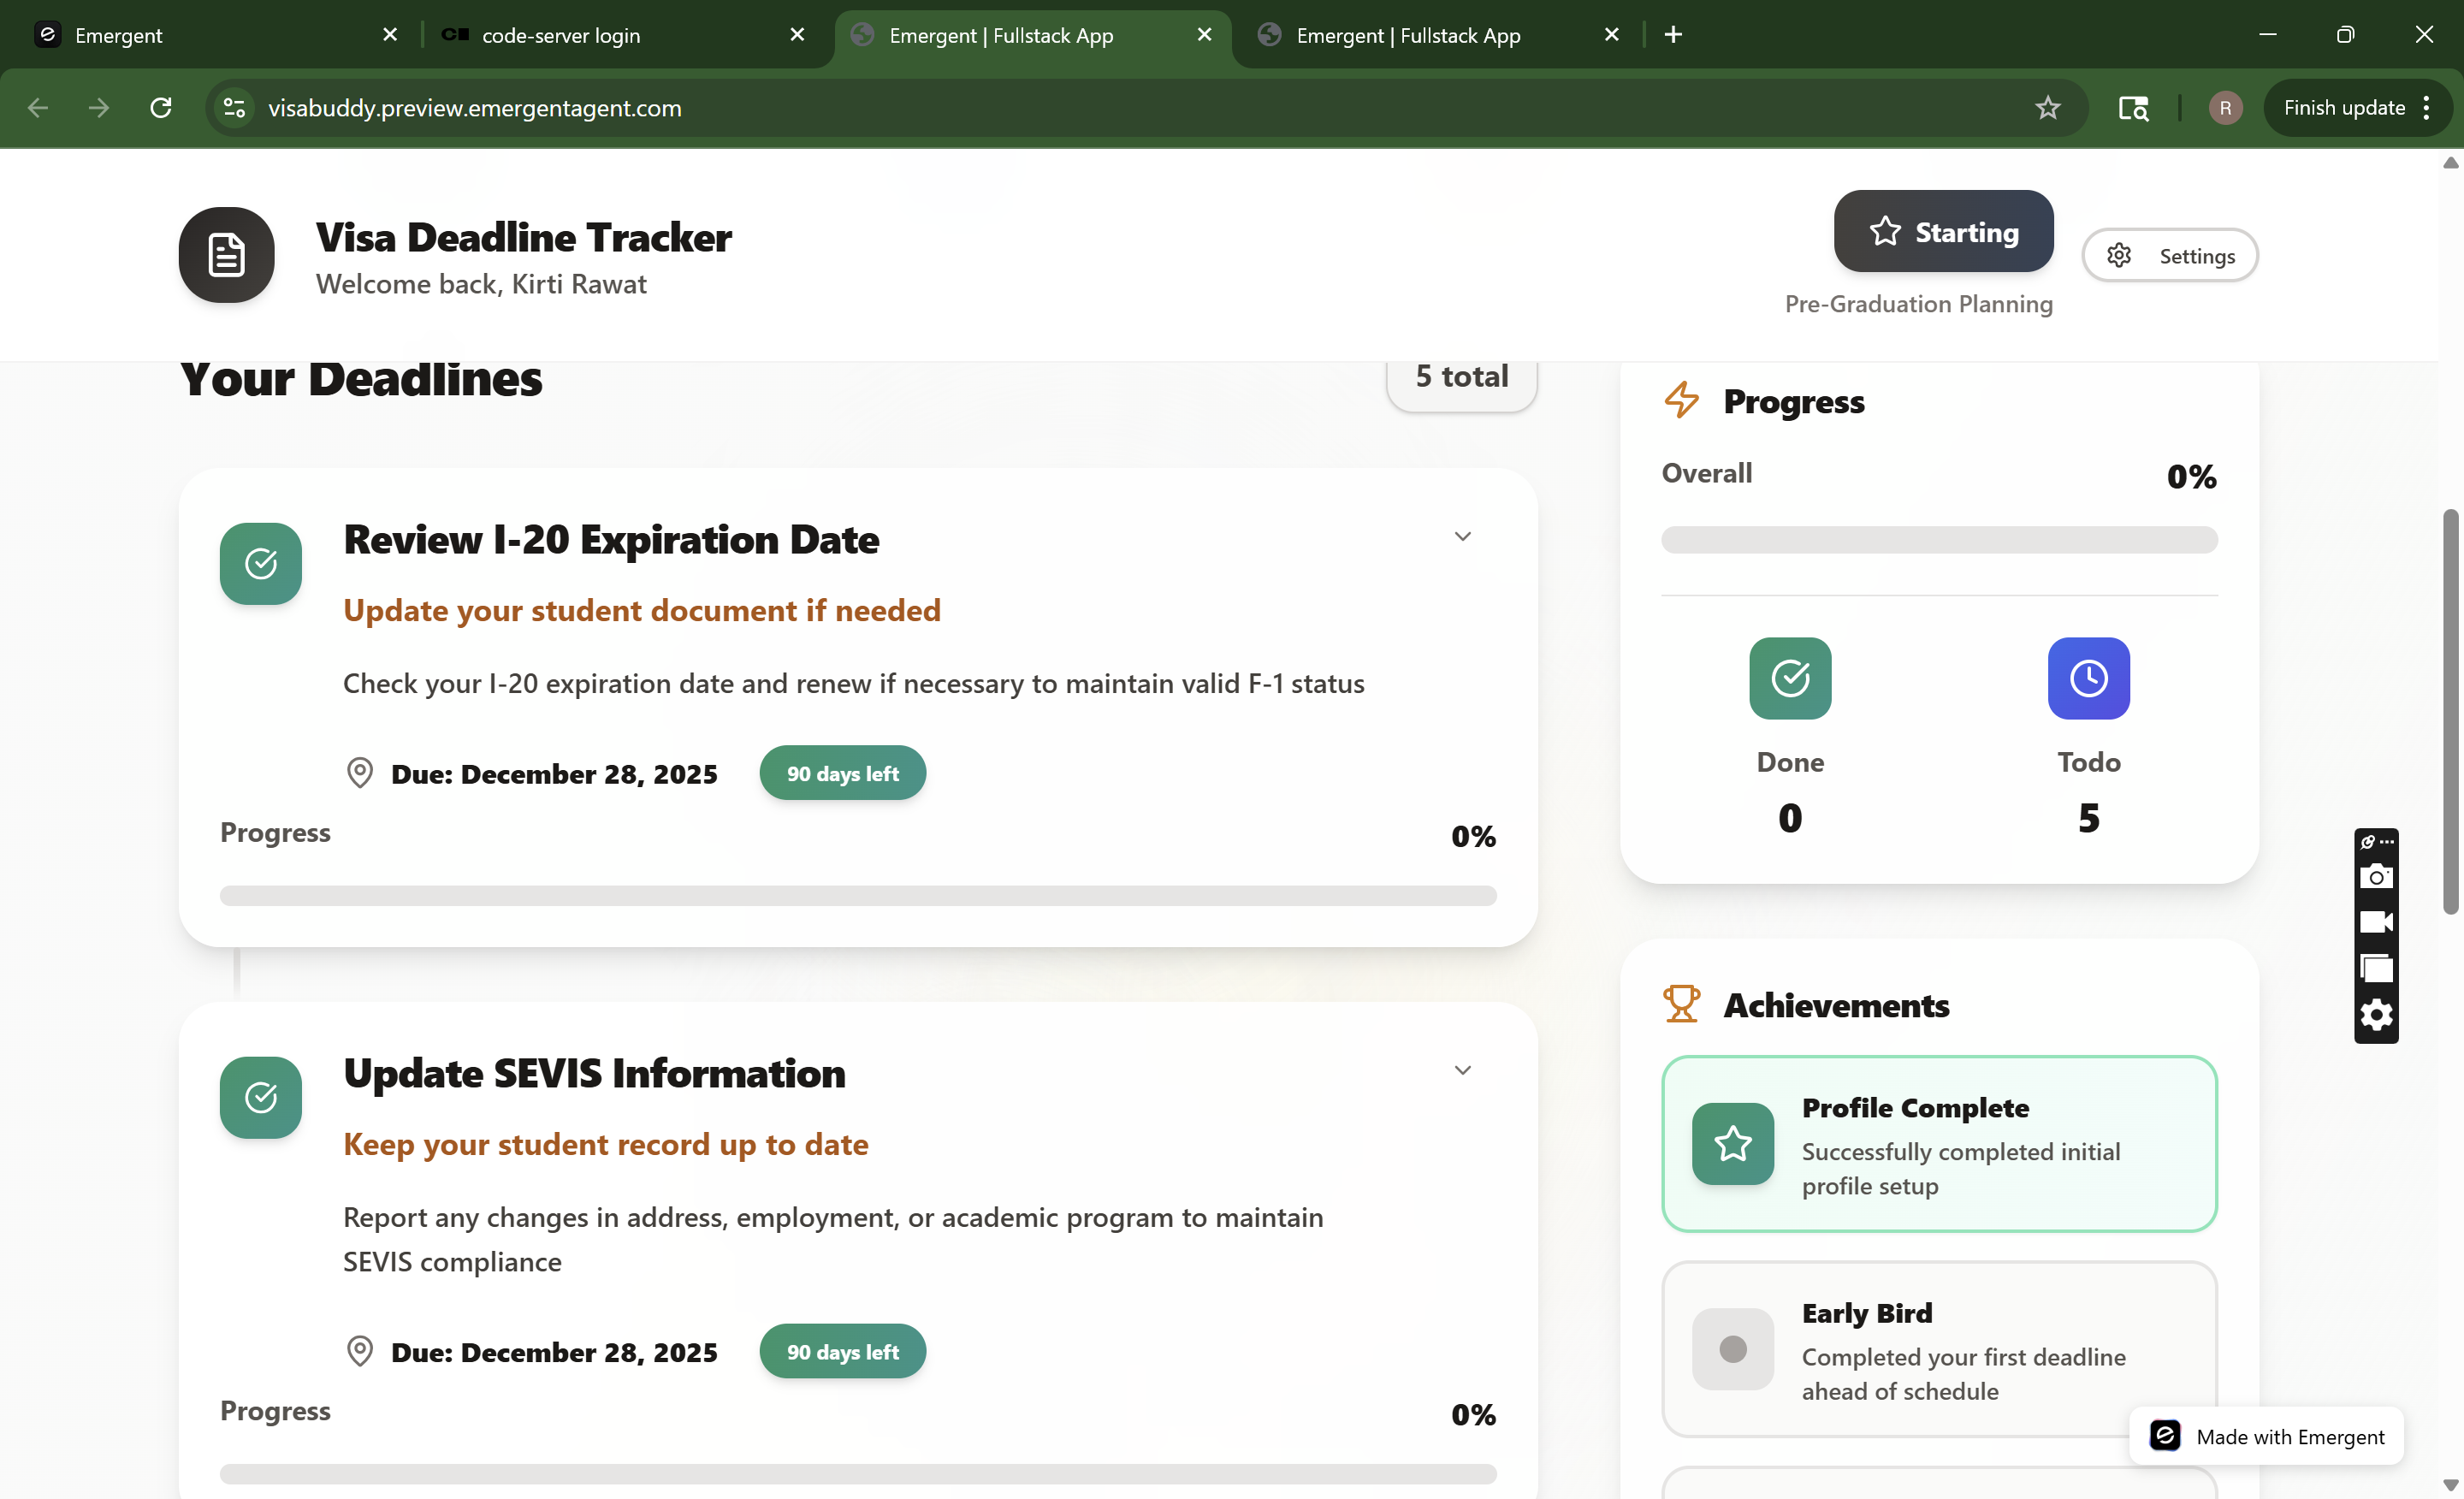 Emergent
code-server login
Emergent | Fullstack App
Emergent | Fullstack App
visabuddy.preview.emergentagent.com
R
Finish update
Visa Deadline Tracker
Welcome back, Kirti Rawat
Starting
Pre-Graduation Planning
Settings
Your Deadlines
5 total
Review I-20 Expiration Date
Update your student document if needed
Check your I-20 expiration date and renew if necessary to maintain valid F-1 status
Due: December 28, 2025
90 days left
Progress
0%
Update SEVIS Information
Keep your student record up to date
Report any changes in address, employment, or academic program to maintain
SEVIS compliance
Due: December 28, 2025
90 days left
Progress
0%
Progress
Overall
0%
Done
Todo
0
5
Achievements
Profile Complete
Successfully completed initial
profile setup
Early Bird
Completed your first deadline
ahead of schedule
Made with Emergent